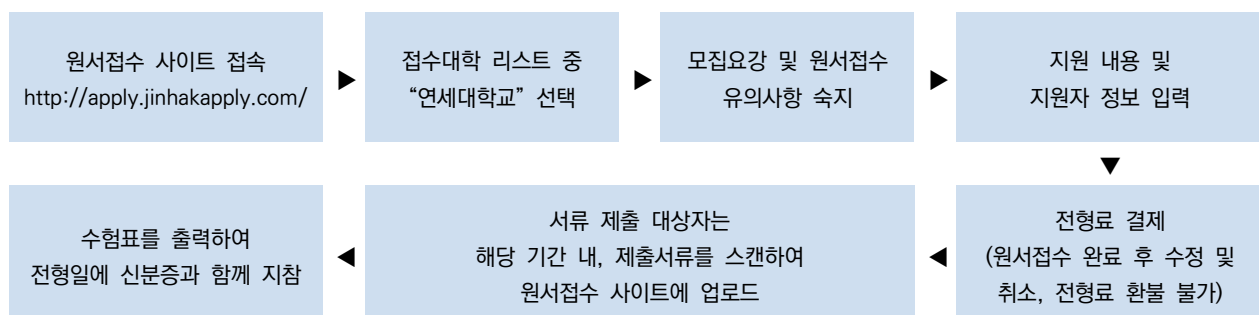 원서접수 사이트 접속
http://apply.jinhakapply.com/
▶
접수대학 리스트 중
“연세대학교” 선택
▶
모집요강 및 원서접수
유의사항 숙지
▶
지원 내용 및
지원자 정보 입력
▼
전형료 결제
(원서접수 완료 후 수정 및
취소, 전형료 환불 불가)
◀
서류 제출 대상자는
해당 기간 내, 제출서류를 스캔하여
원서접수 사이트에 업로드
◀
수험표를 출력하여
전형일에 신분증과 함께 지참